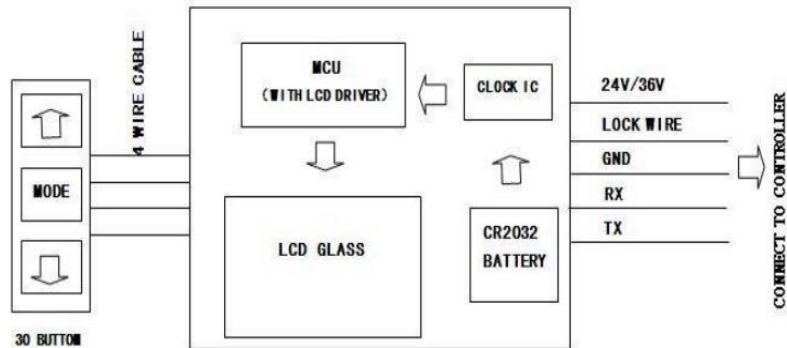 4 WIRE CABLE
MODE
30 BUTTON
MCU
(WITH LCD DRIVER)
CLOCK IC
LCD GLASS
CR2032
BATTERY
24V/36V
LOCK WIRE
GND
RX
TX
CONNECT TO CONTROLLER